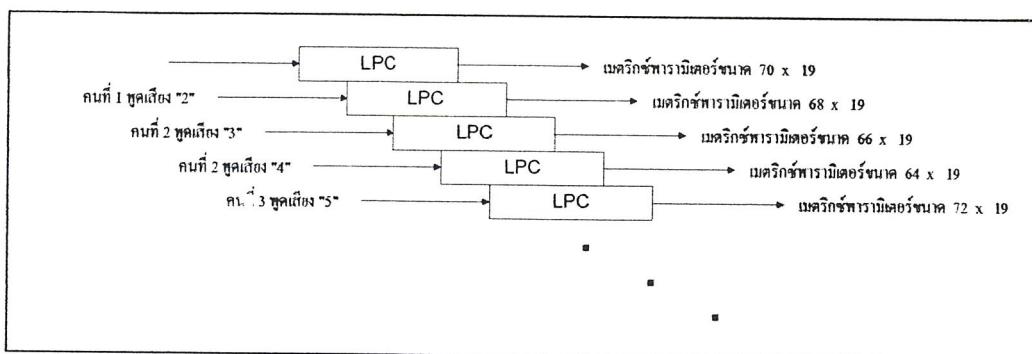 LPC เมตริกซ์พารามิเตอร์ขนาด 70 x 19
คนที่ 1 พูดเสียง "2" LPC เมตริกซ์พารามิเตอร์ขนาด 68 x 19
คนที่ 2 พูดเสียง "3" LPC เมตริกซ์พารามิเตอร์ขนาด 66 x 19
คนที่ 2 พูดเสียง "4" LPC เมตริกซ์พารามิเตอร์ขนาด 64 x 19
คนที่ 3 พูดเสียง "5" LPC เมตริกซ์พารามิเตอร์ขนาด 72 x 19